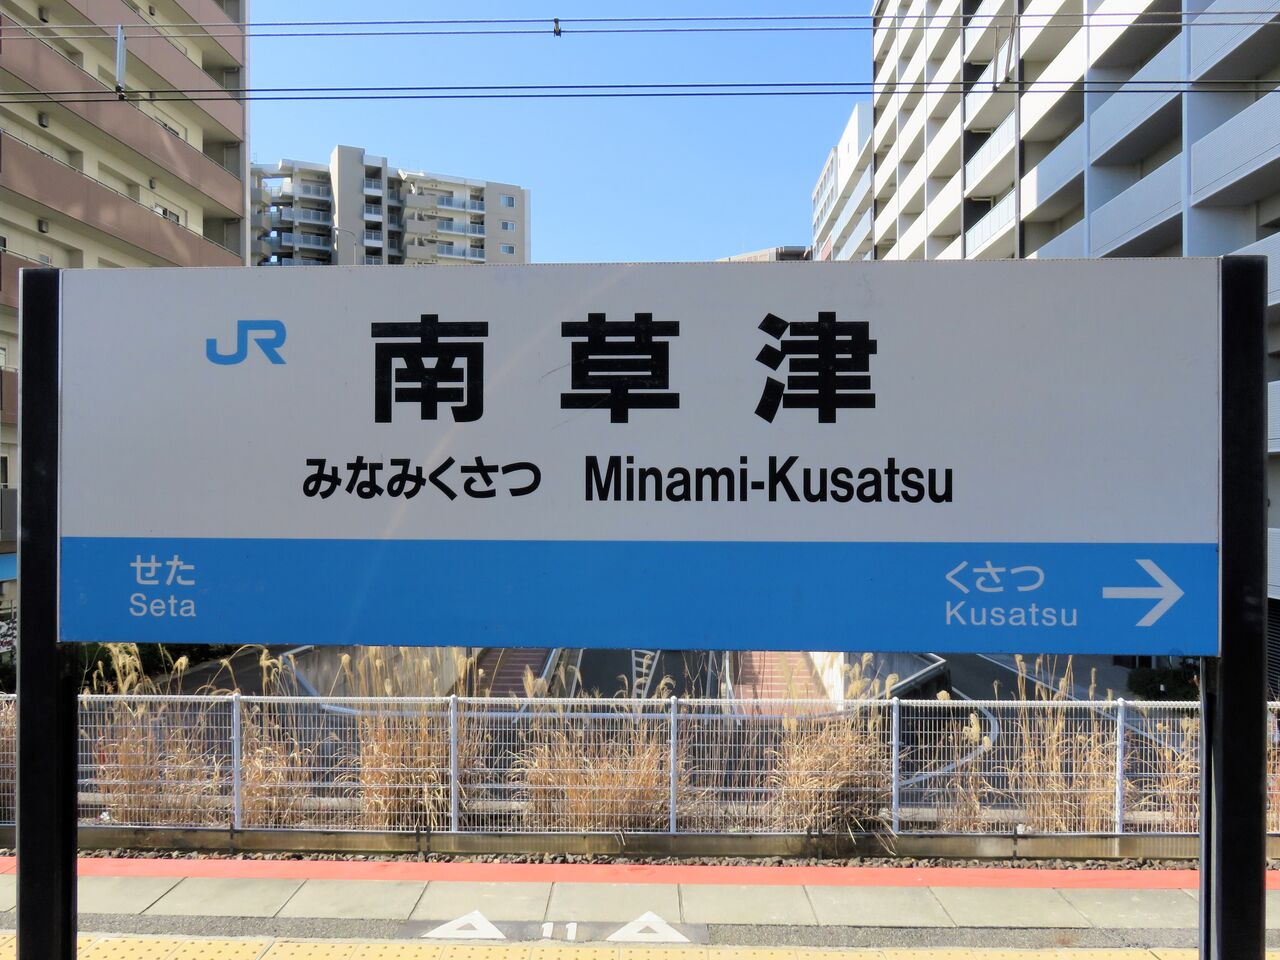 JR 南草津
みなみくさつ Minami-Kusatsu
せた
Seta
くさつ
Kusatsu
11